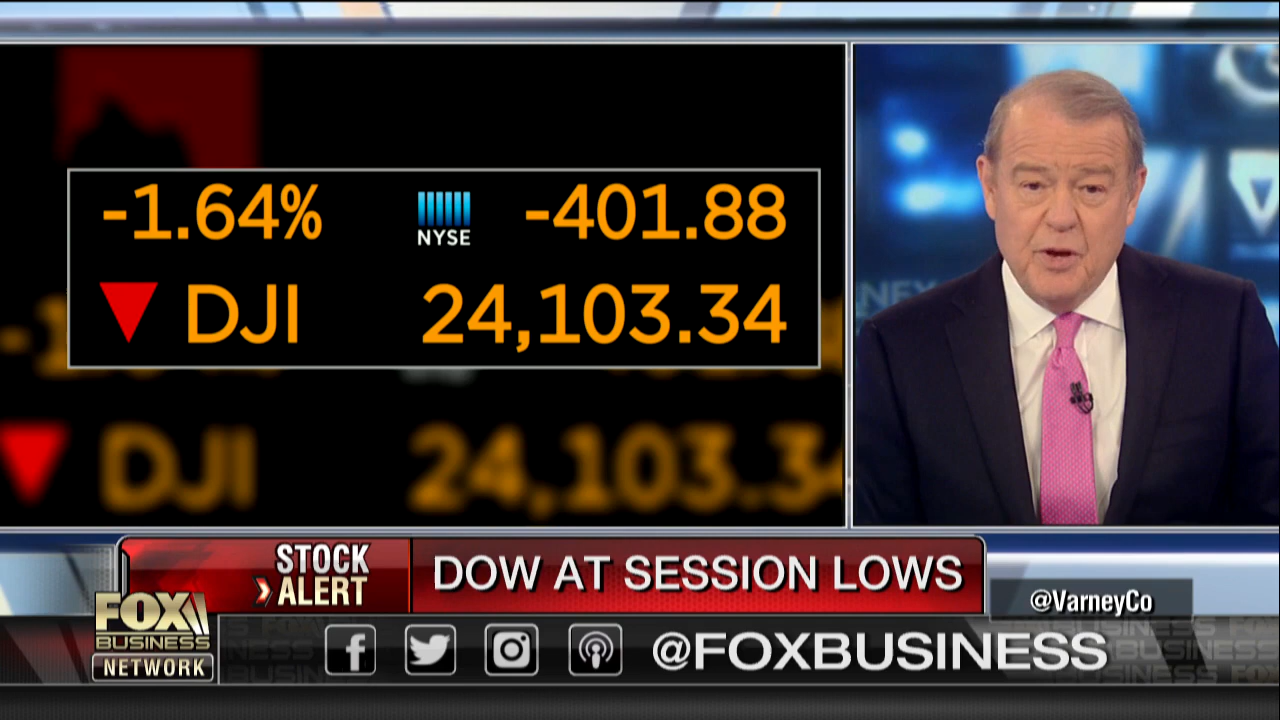 -1.64% NYSE -401.88
DJI 24,103.34
DJI 24,103.34
STOCK
ALERT
DOW AT SESSION LOWS
@VarneyCo
FOX
BUSINESS
NETWORK
@FOXBUSINESS